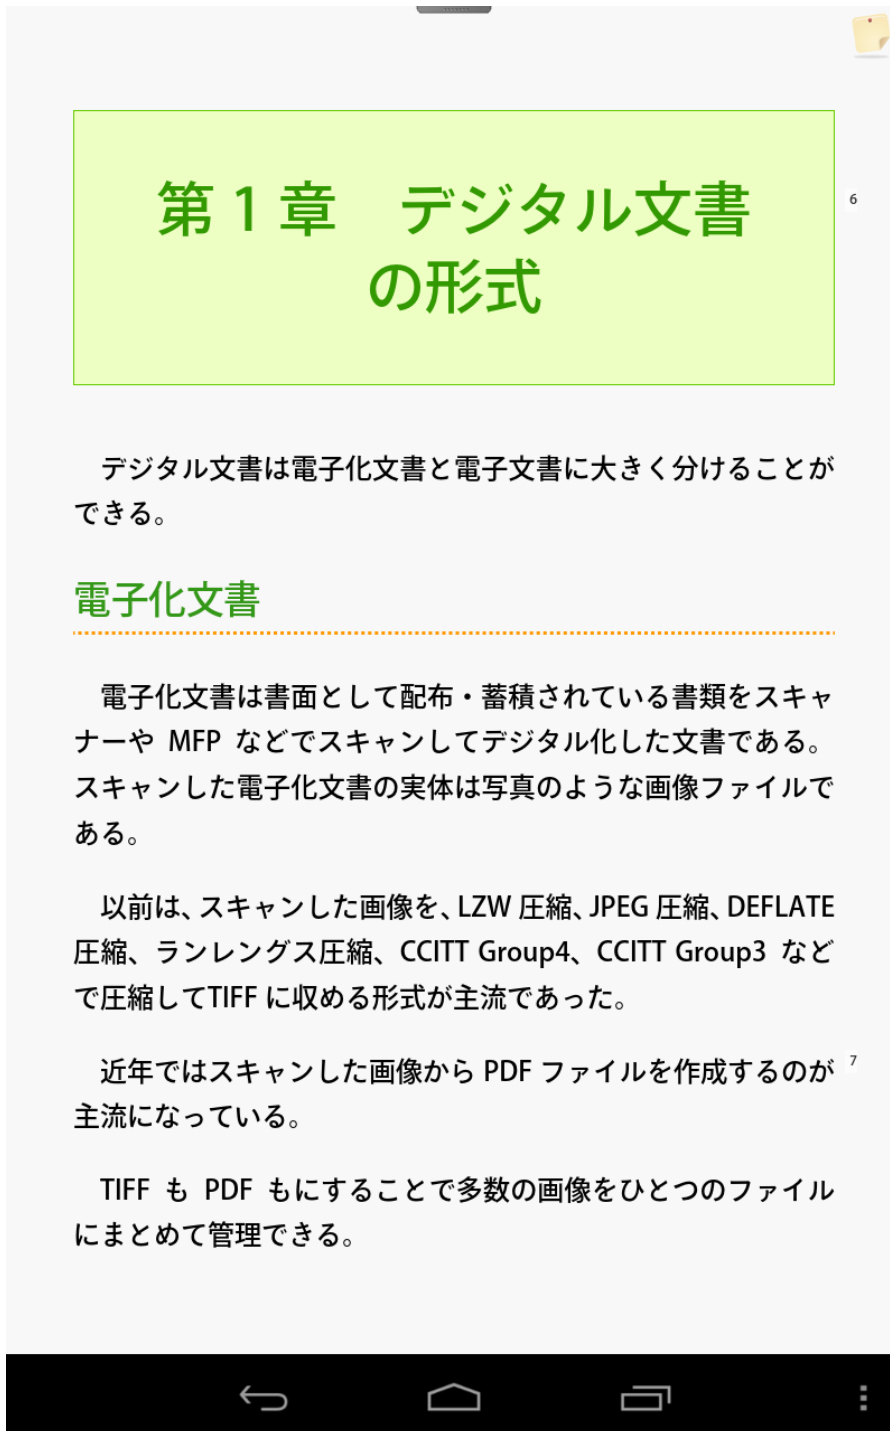 第 1 章　デジタル文書
の形式
6
　デジタル文書は電子化文書と電子文書に大きく分けることが
できる。
電子化文書
　電子化文書は書面として配布・蓄積されている書類をスキャ
ナーや MFP などでスキャンしてデジタル化した文書である。
スキャンした電子化文書の実体は写真のような画像ファイルで
ある。
　以前は、スキャンした画像を、LZW 圧縮、JPEG 圧縮、DEFLATE
圧縮、ランレングス圧縮、CCITT Group4、CCITT Group3 など
で圧縮してTIFF に収める形式が主流であった。
　近年ではスキャンした画像から PDF ファイルを作成するのが
7
主流になっている。
　TIFF も PDF もにすることで多数の画像をひとつのファイル
にまとめて管理できる。